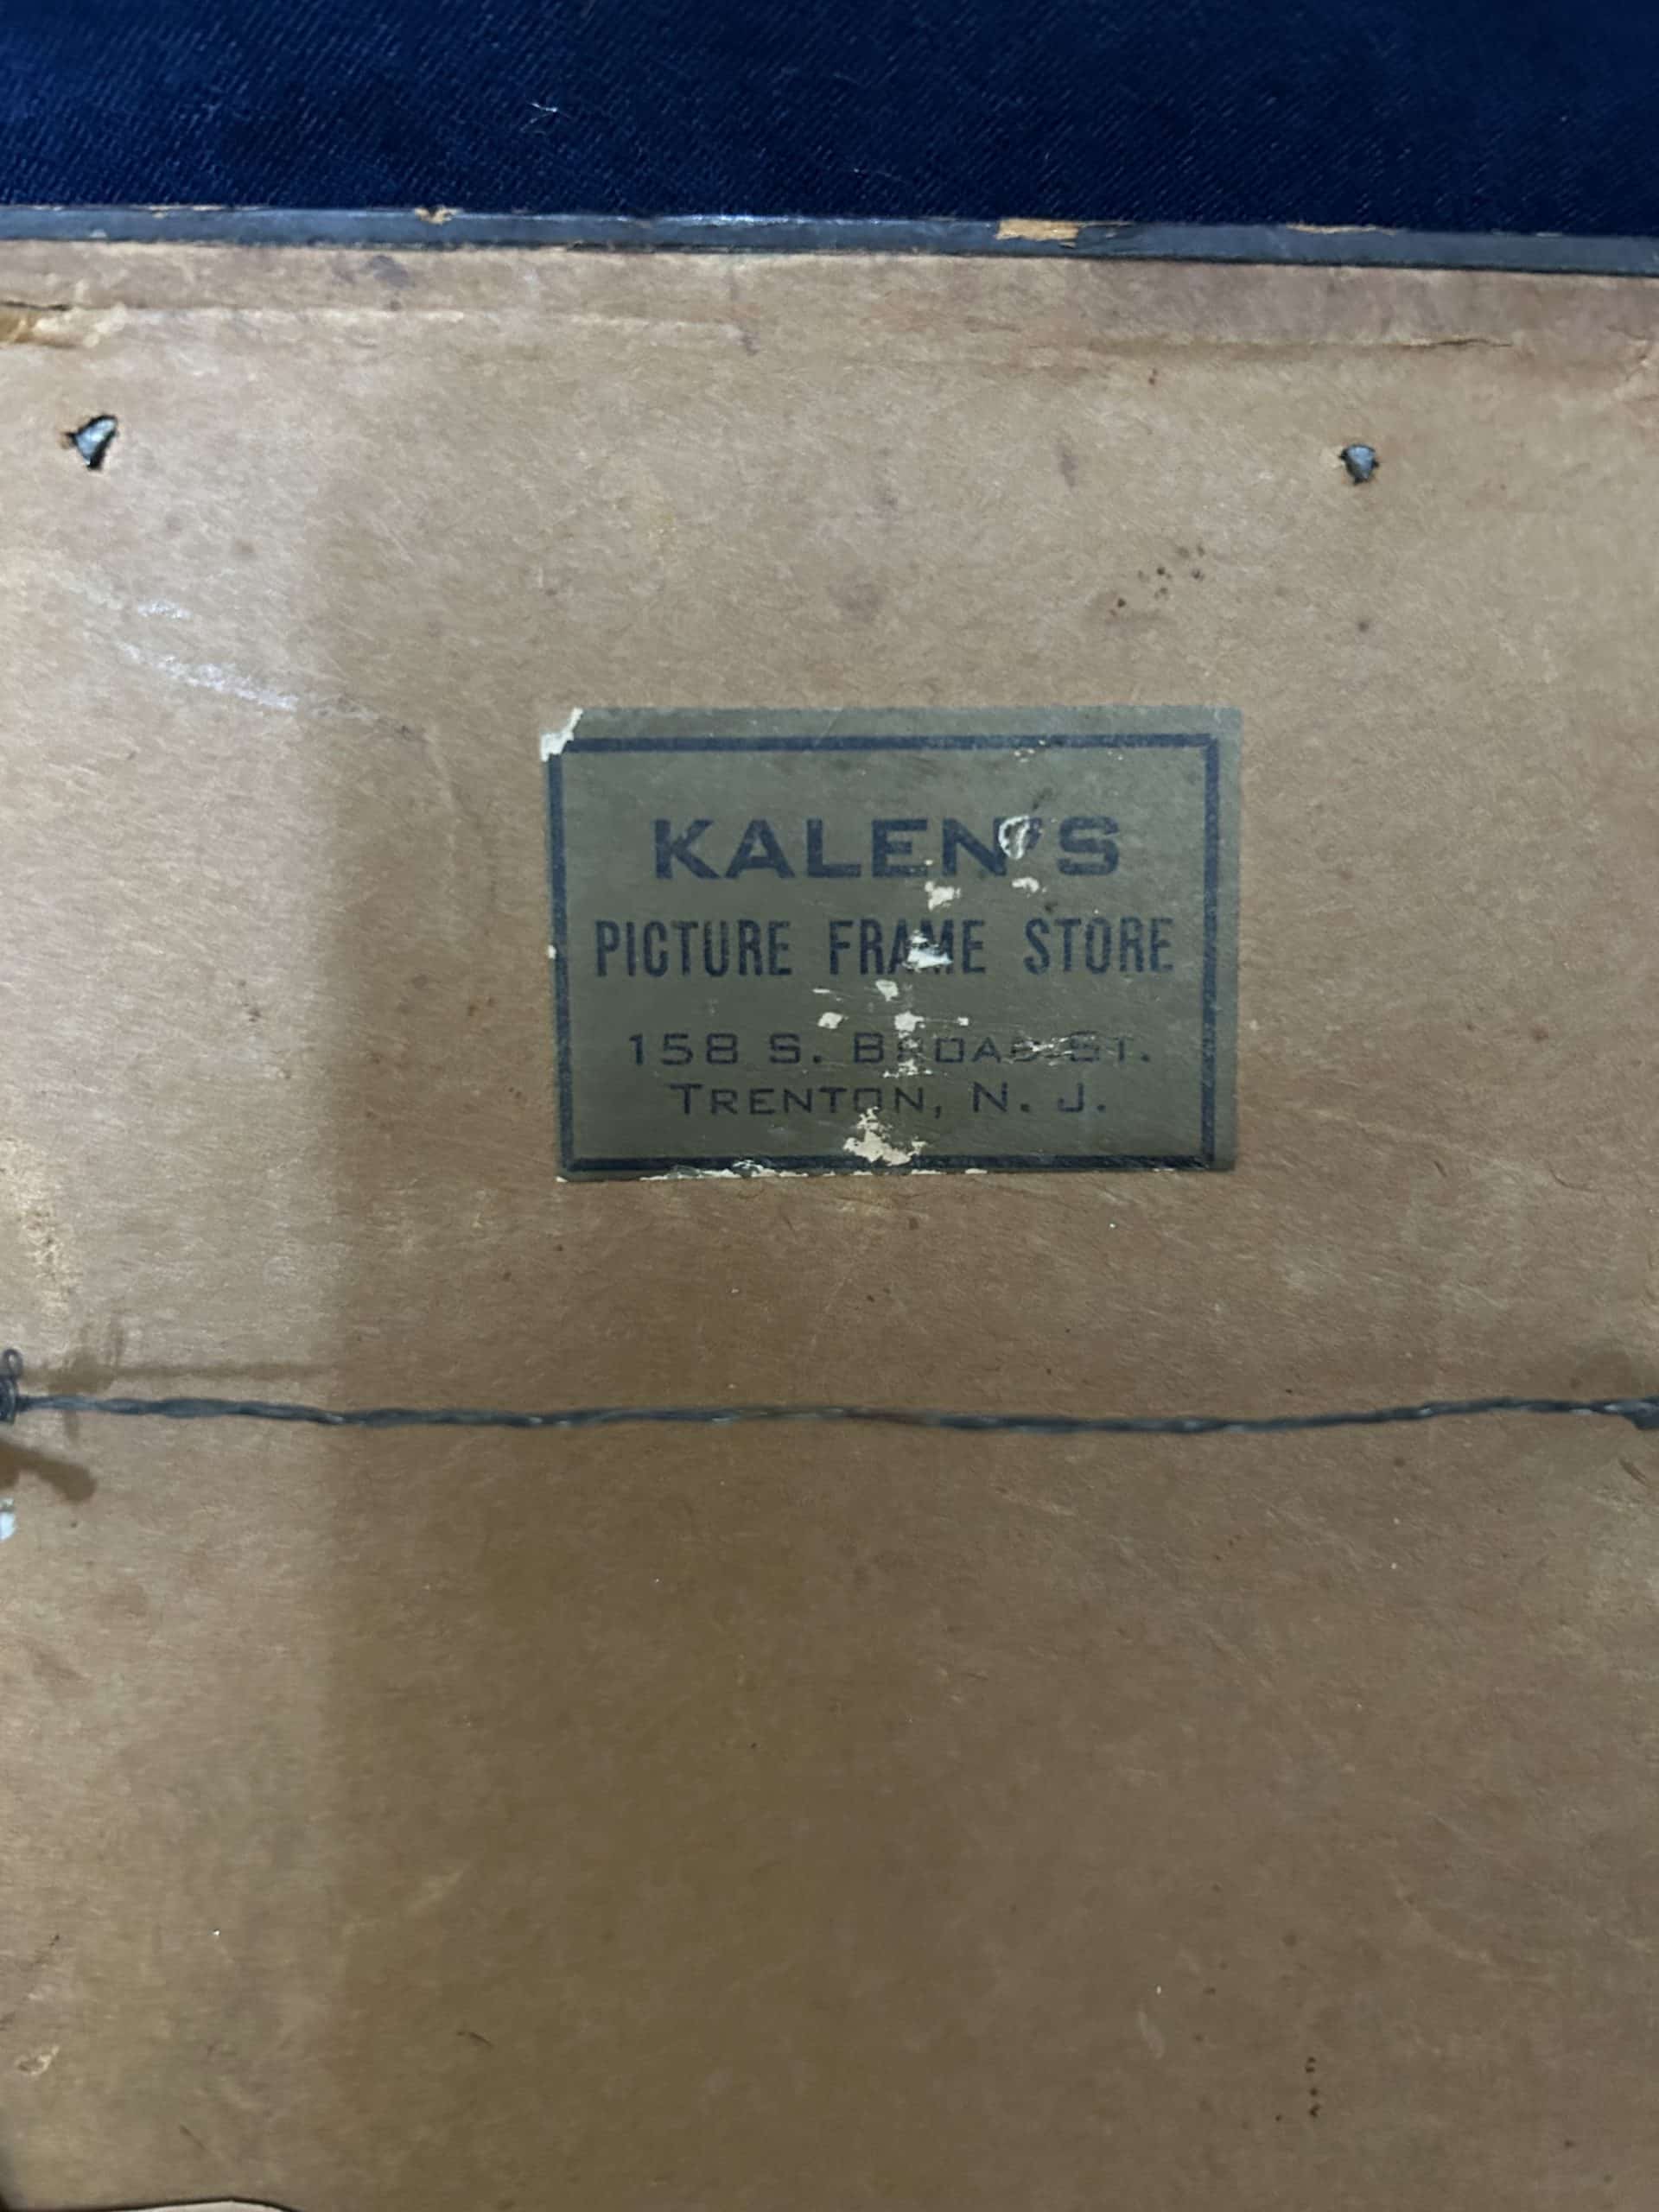 KALEN'S
PICTURE FRAME STORE
158 S. BROAD ST.
TRENTON, N. J.